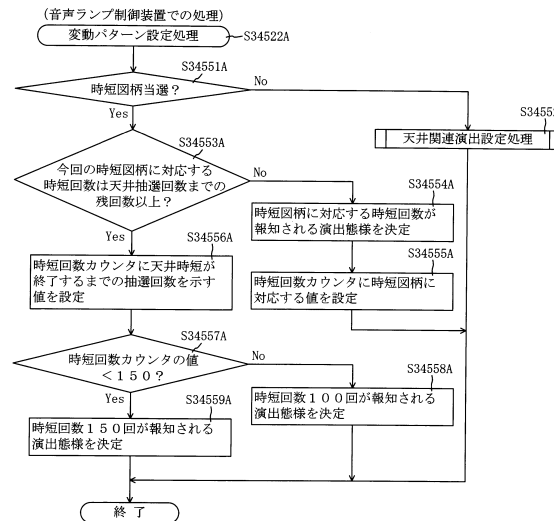 (音声ランプ制御装置での処理)
変動パターン設定処理
S34522A
S34551A
時短図柄当選?
No
Yes
S3455
天井関連演出設定処理
S34553A
今回の時短図柄に対応する
時短回数は天井抽選回数までの
残回数以上?
No
Yes
S34554A
時短図柄に対応する時短回数が
報知される演出態様を決定
S34555A
時短回数カウンタに時短図柄に
対応する値を設定
S34556A
時短回数カウンタに天井時短が
終了するまでの抽選回数を示す
値を設定
S34557A
時短回数カウンタの値
<150?
No
Yes
S34558A
時短回数100回が報知される
演出態様を決定
S34559A
時短回数150回が報知される
演出態様を決定
終了